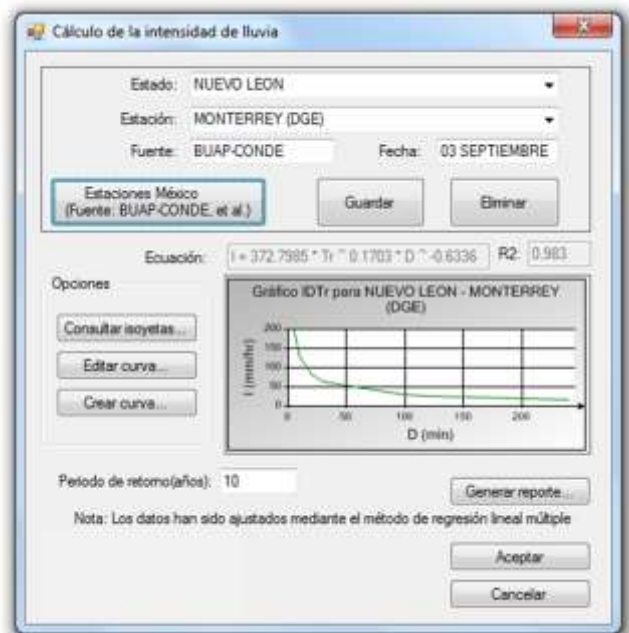 Cálculo de la intensidad de lluvia
Estado: NUEVO LEON
Estación: MONTERREY (DGE)
Fuente: BUAP-CONDE Fecha: 03 SEPTIEMBRE
Estaciones México
(Fuente: BUAP-CONDE, et al.)
Guardar
Eliminar
Ecuación: I = 372.7985 * Tr ^ 0.1703 * D ^ -0.6336 R2: 0.983
Opciones
Consultar isoyetas...
Editar curva...
Crear curva...
Gráfico IDTr para NUEVO LEON - MONTERREY
(DGE)
I (mm/hr)
200
150
100
50
0
0 50 100 150 200
D (min)
Periodo de retorno(años): 10
Generar reporte...
Nota: Los datos han sido ajustados mediante el método de regresión lineal múltiple
Aceptar
Cancelar